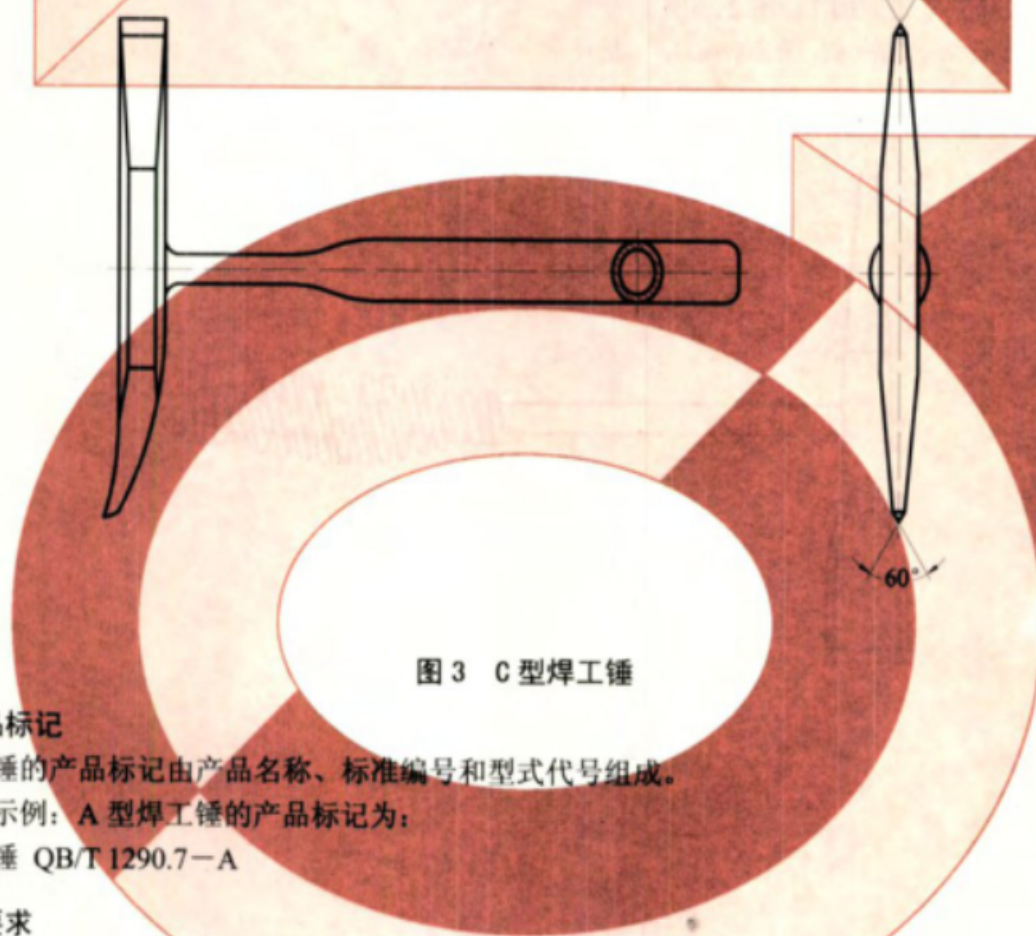 60°
图 3 C 型焊工锤
标记
锤的产品标记由产品名称、标准编号和型式代号组成。
示例：A 型焊工锤的产品标记为：
锤 QB/T 1290.7－A
要求